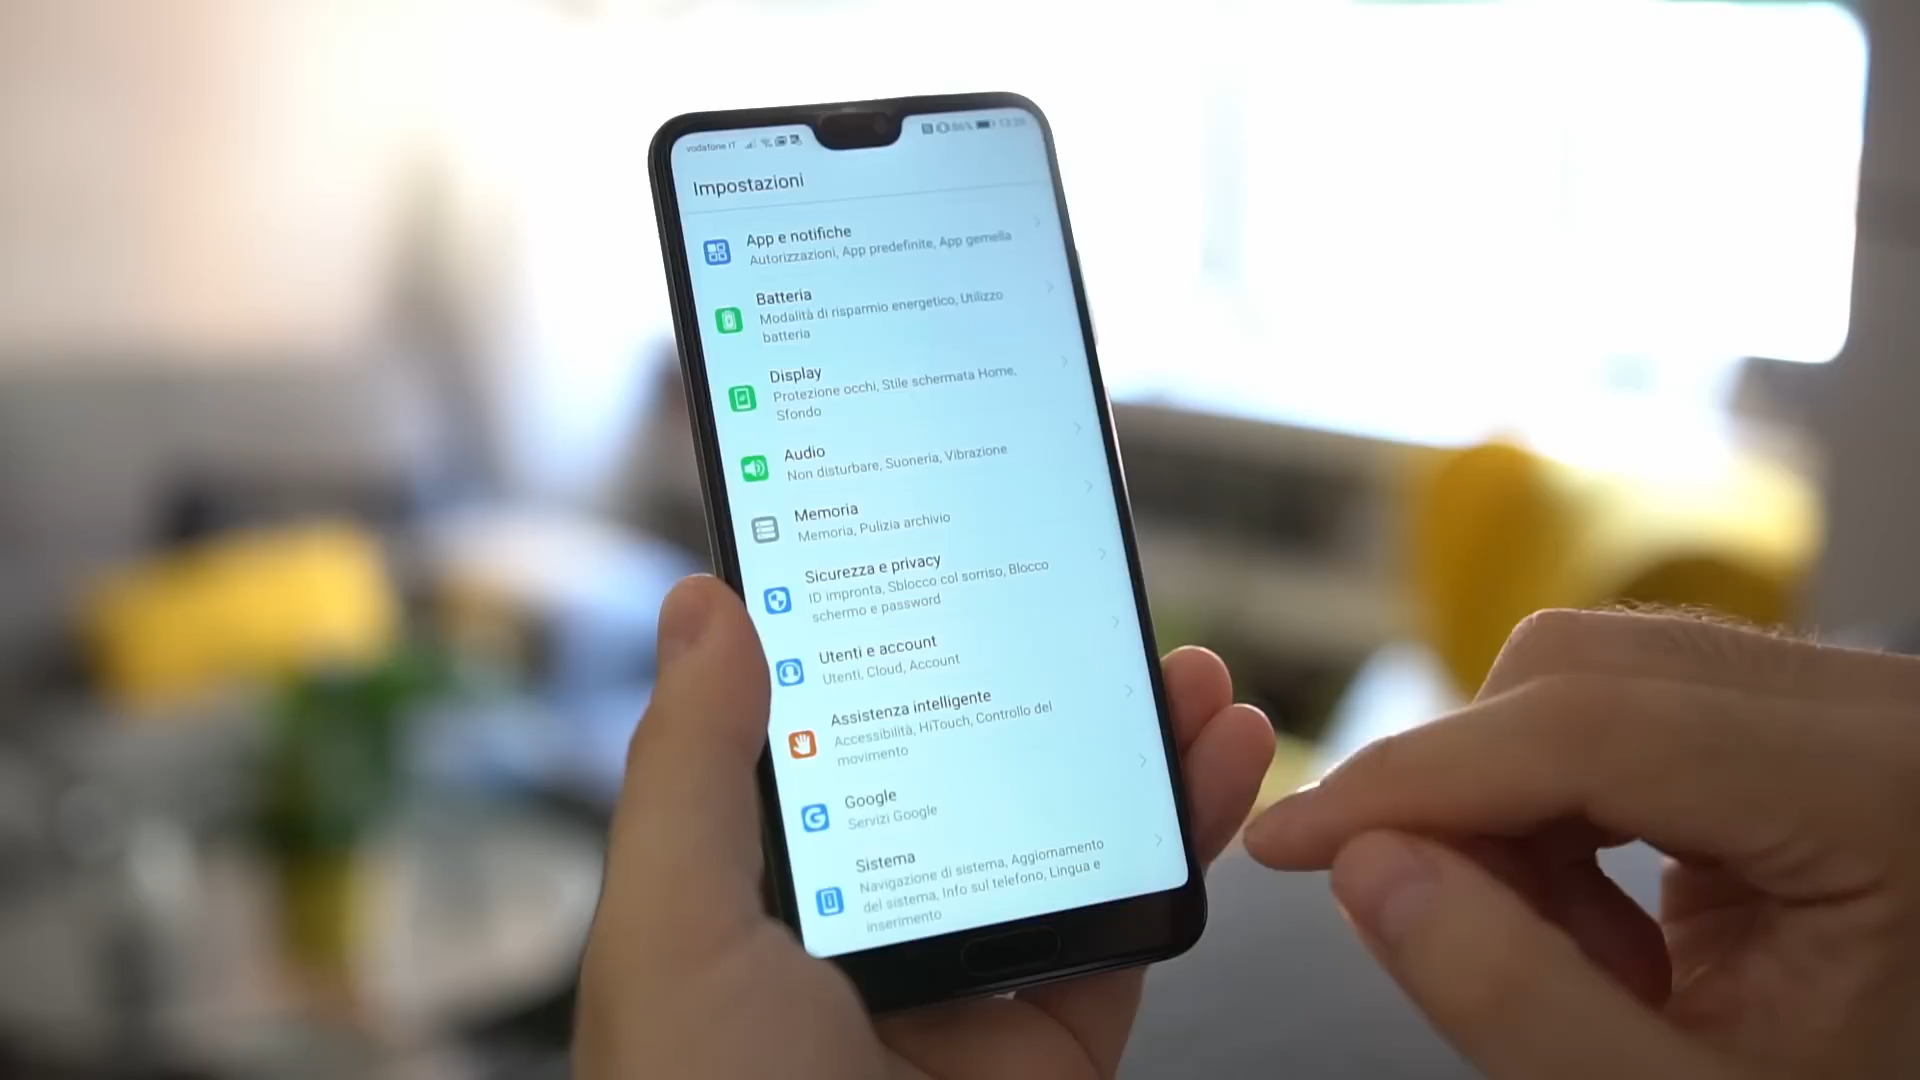 vodafone IT 86% 13:20
Impostazioni
App e notifiche
Autorizzazioni, App predefinite, App gemella
Batteria
Modalità di risparmio energetico, Utilizzo
batteria
Display
Protezione occhi, Stile schermata Home,
Sfondo
Audio
Non disturbare, Suoneria, Vibrazione
Memoria
Memoria, Pulizia archivio
Sicurezza e privacy
ID impronta, Sblocco col sorriso, Blocco
schermo e password
Utenti e account
Utenti, Cloud, Account
Assistenza intelligente
Accessibilità, HiTouch, Controllo del
movimento
Google
Servizi Google
Sistema
Navigazione di sistema, Aggiornamento
del sistema, Info sul telefono, Lingua e
inserimento